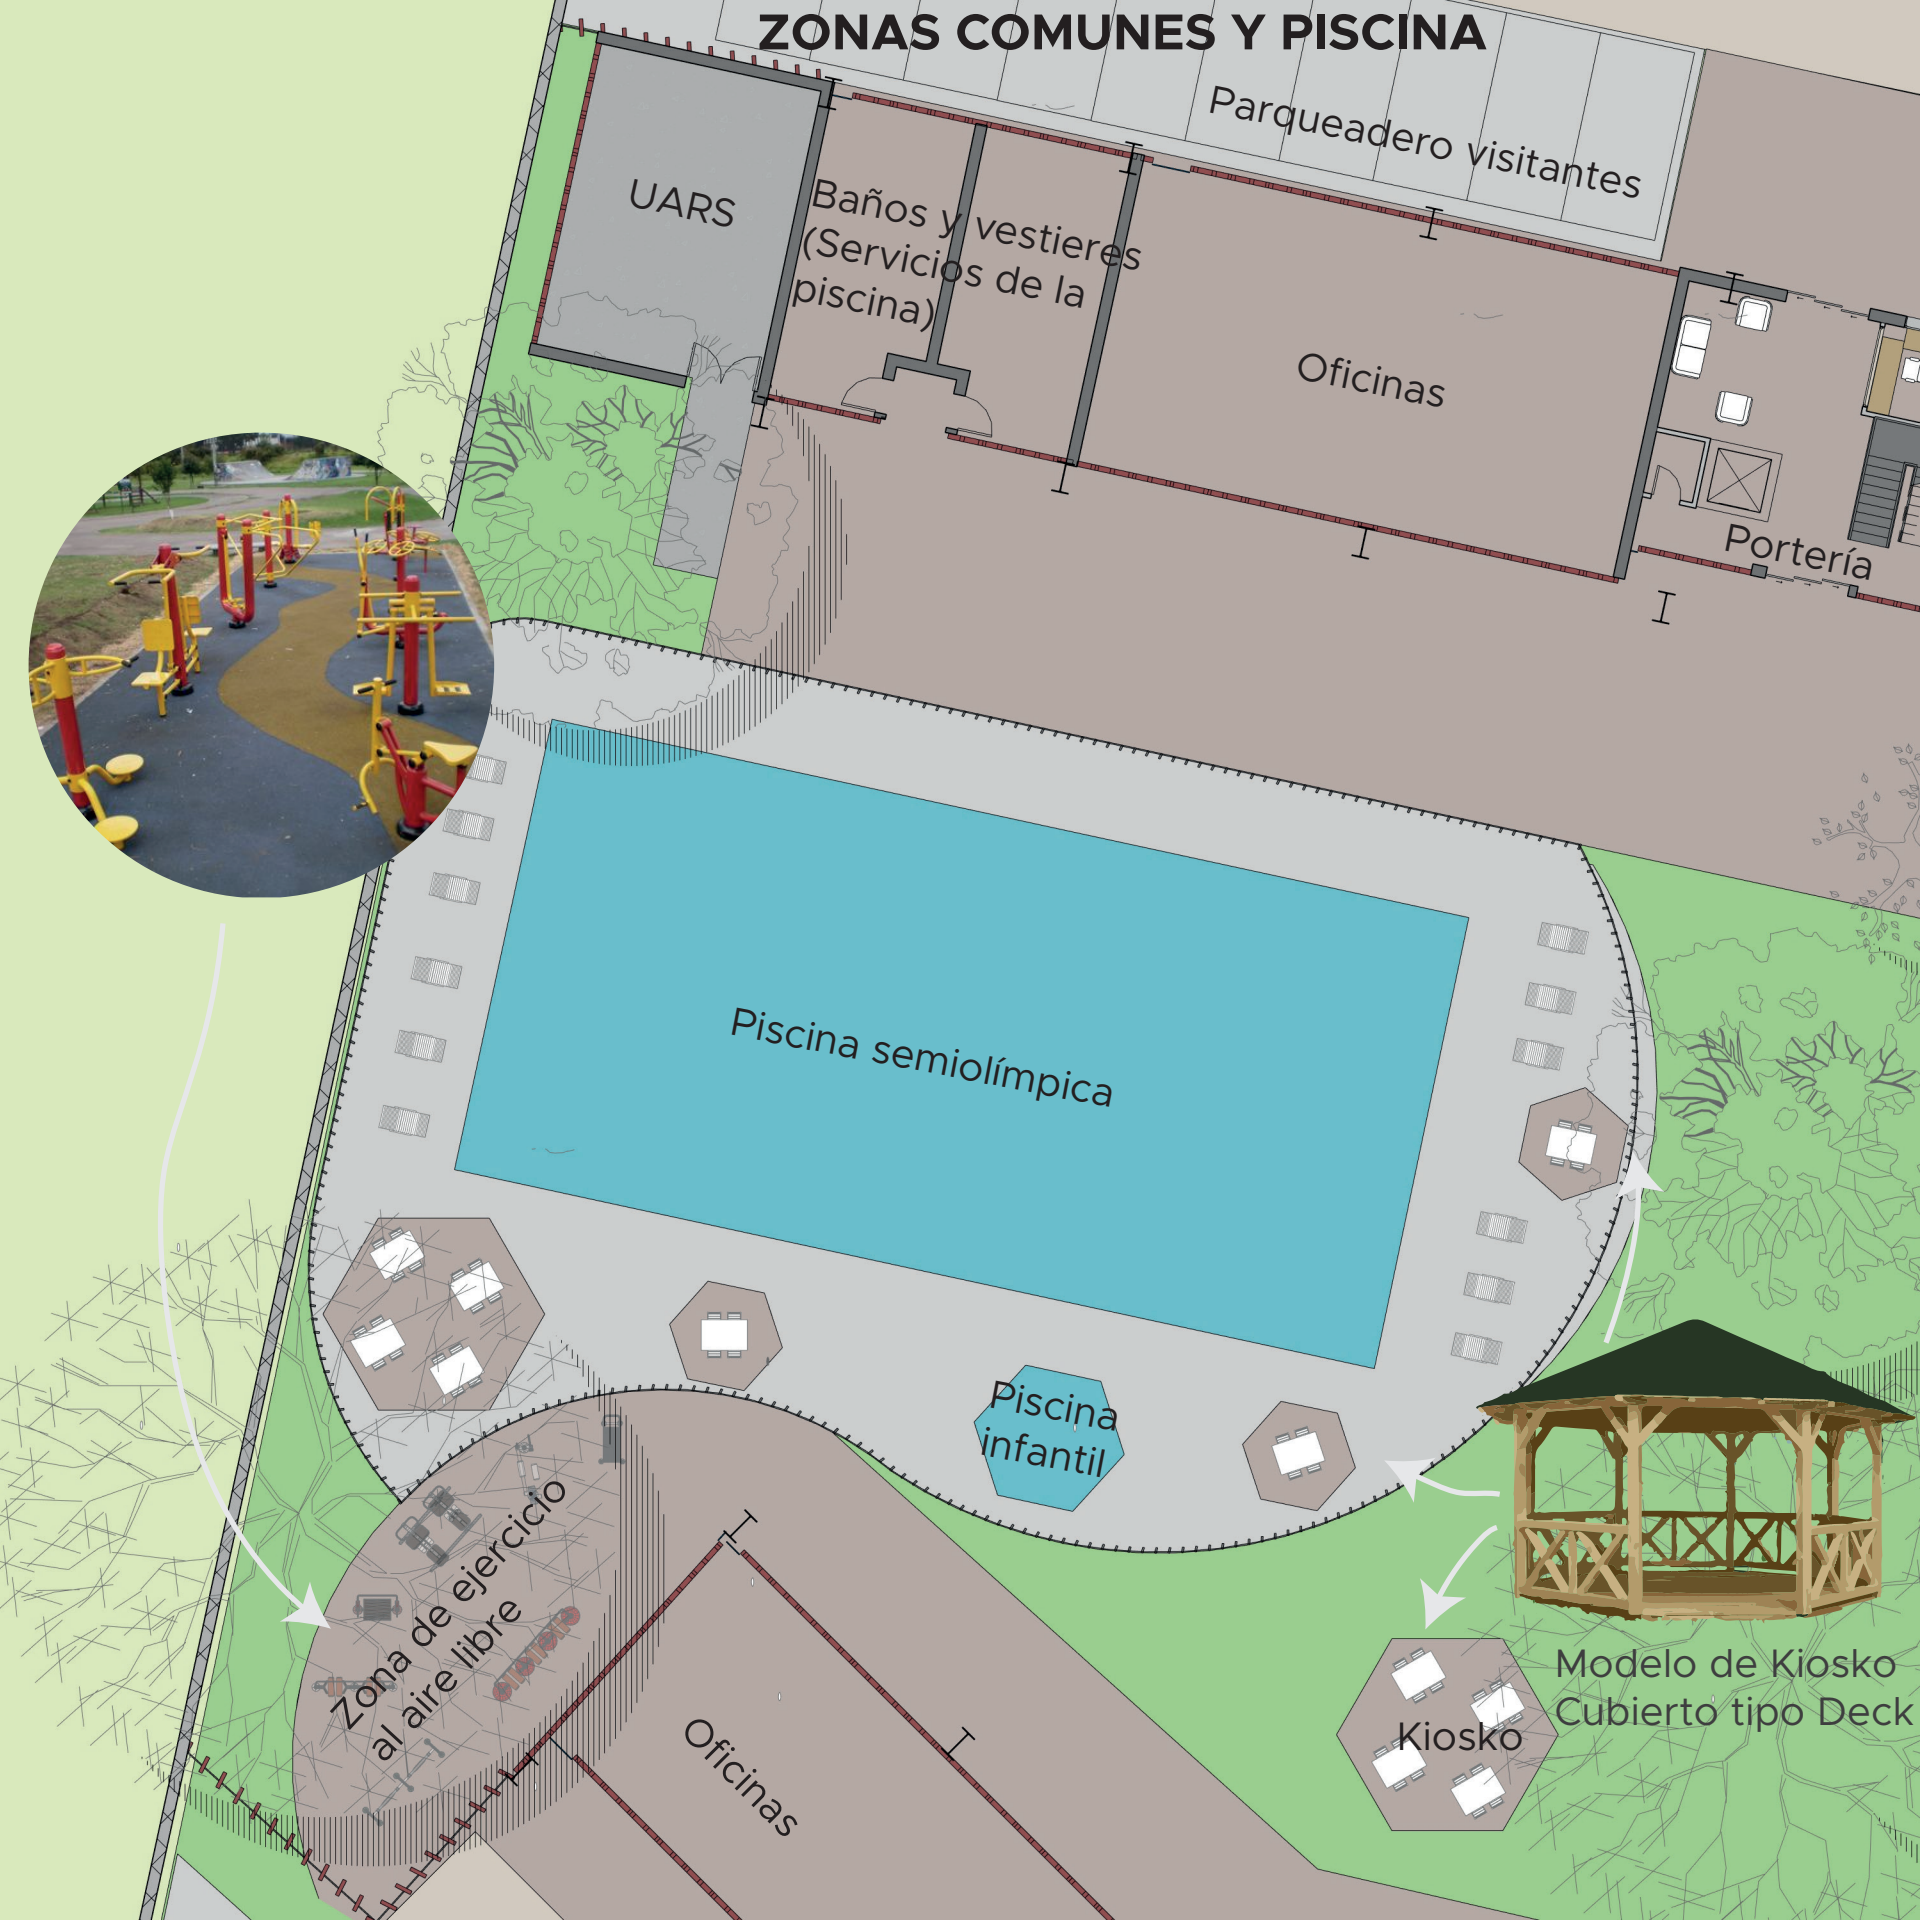 ZONAS COMUNES Y PISCINA
Parqueadero visitantes
UARS
Baños y vestieres
(Servicios de la
piscina)
Oficinas
Portería
Piscina semiolímpica
Piscina
infantil
Zona de ejercicio
al aire libre
Oficinas
Kiosko
Modelo de Kiosko
Cubierto tipo Deck